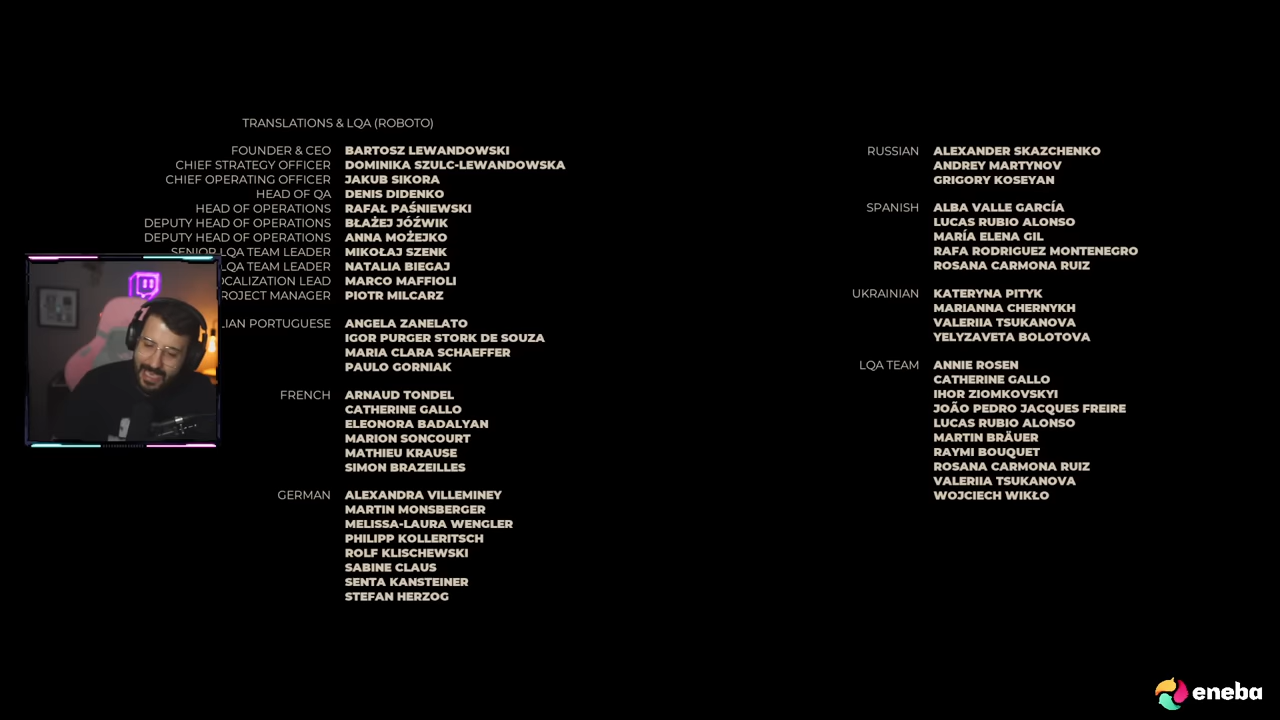 TRANSLATIONS & LQA (ROBOTO)
FOUNDER & CEO BARTOSZ LEWANDOWSKI
CHIEF STRATEGY OFFICER DOMINIKA SZULC-LEWANDOWSKA
CHIEF OPERATING OFFICER JAKUB SIKORA
HEAD OF QA DENIS DIDENKO
HEAD OF OPERATIONS RAFAŁ PAŚNIEWSKI
DEPUTY HEAD OF OPERATIONS BŁAŻEJ JÓŹWIK
DEPUTY HEAD OF OPERATIONS ANNA MOŻEJKO
SENIOR LQA TEAM LEADER MIKOŁAJ SZENK
LQA TEAM LEADER NATALIA BIEGAJ
LEAD MARCO MAFFIOLI
MANAGER PIOTR MILCARZ
PORTUGUESE ANGELA ZANELATO
IGOR PURGER STORK DE SOUZA
MARIA CLARA SCHAEFFER
PAULO GORNIAK
FRENCH ARNAUD TONDEL
CATHERINE GALLO
ELEONORA BADALYAN
MARION SONCOURT
MATHIEU KRAUSE
SIMON BRAZEILLES
GERMAN ALEXANDRA VILLEMINEY
MARTIN MONSBERGER
MELISSA-LAURA WENGLER
PHILIPP KOLLERITSCH
ROLF KLISCHEWSKI
SABINE CLAUS
SENTA KANSTEINER
STEFAN HERZOG
RUSSIAN ALEXANDER SKAZCHENKO
ANDREY MARTYNOV
GRIGORY KOSEYAN
SPANISH ALBA VALLE GARCÍA
LUCAS RUBIO ALONSO
MARÍA ELENA GIL
RAFA RODRIGUEZ MONTENEGRO
ROSANA CARMONA RUIZ
UKRAINIAN KATERYNA PITYK
MARIANNA CHERNYKH
VALERIIA TSUKANOVA
YELYZAVETA BOLOTOVA
LQA TEAM ANNIE ROSEN
CATHERINE GALLO
IHOR ZIOMKOVSKYI
JOÃO PEDRO JACQUES FREIRE
LUCAS RUBIO ALONSO
MARTIN BRÄUER
RAYMI BOUQUET
ROSANA CARMONA RUIZ
VALERIIA TSUKANOVA
WOJCIECH WIKŁO
eneba